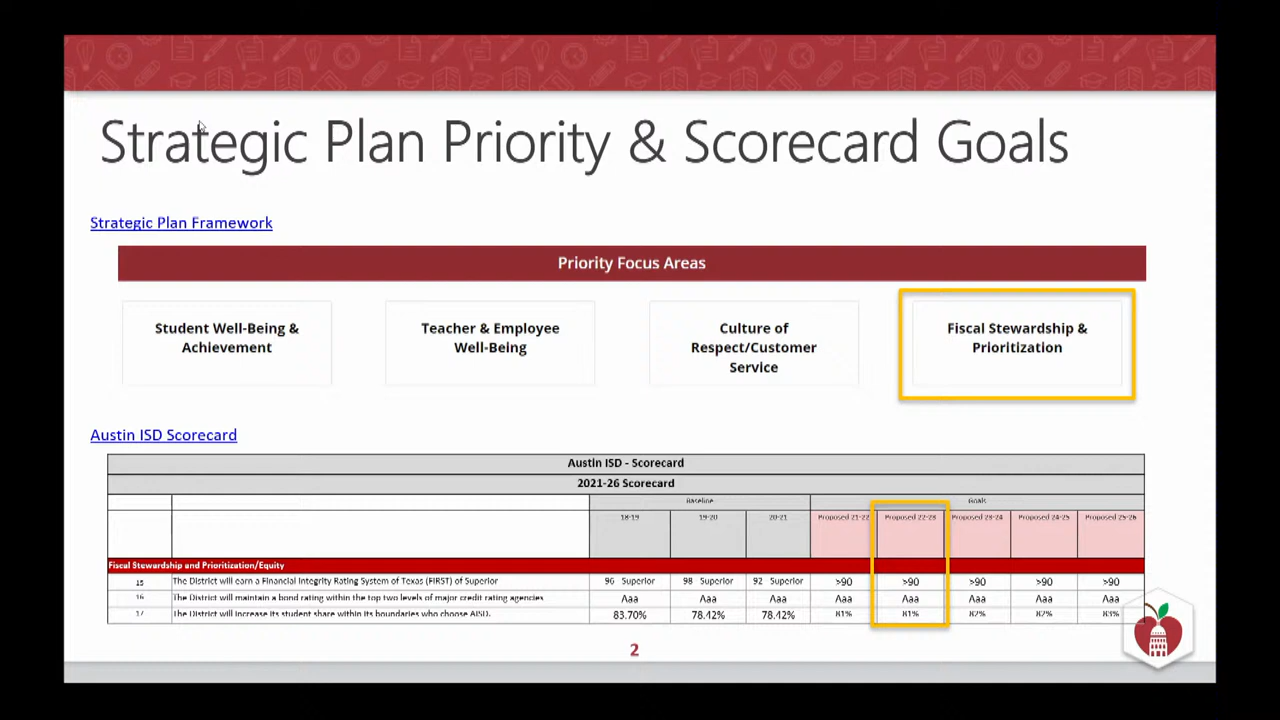 Strategic Plan Priority & Scorecard Goals
Strategic Plan Framework
Priority Focus Areas
Student Well-Being &
Achievement
Teacher & Employee
Well-Being
Culture of
Respect/Customer
Service
Fiscal Stewardship &
Prioritization
Austin ISD Scorecard
Austin ISD - Scorecard
2021-26 Scorecard
Baseline Goals
18-19 19-20 20-21 Proposed 21-22 Proposed 22-23 Proposed 23-24 Proposed 24-25 Proposed 25-26
Fiscal Stewardship and Prioritization/Equity
15 The District will earn a Financial Integrity Rating System of Texas (FIRST) of Superior 96 Superior 98 Superior 92 Superior >90 >90 >90 >90 >90
16 The District will maintain a bond rating within the top two levels of major credit rating agencies Aaa Aaa Aaa Aaa Aaa Aaa Aaa Aaa
17 The District will increase its student share within its boundaries who choose AISD. 83.70% 78.42% 78.42% 81% 81% 82% 82% 83%
2